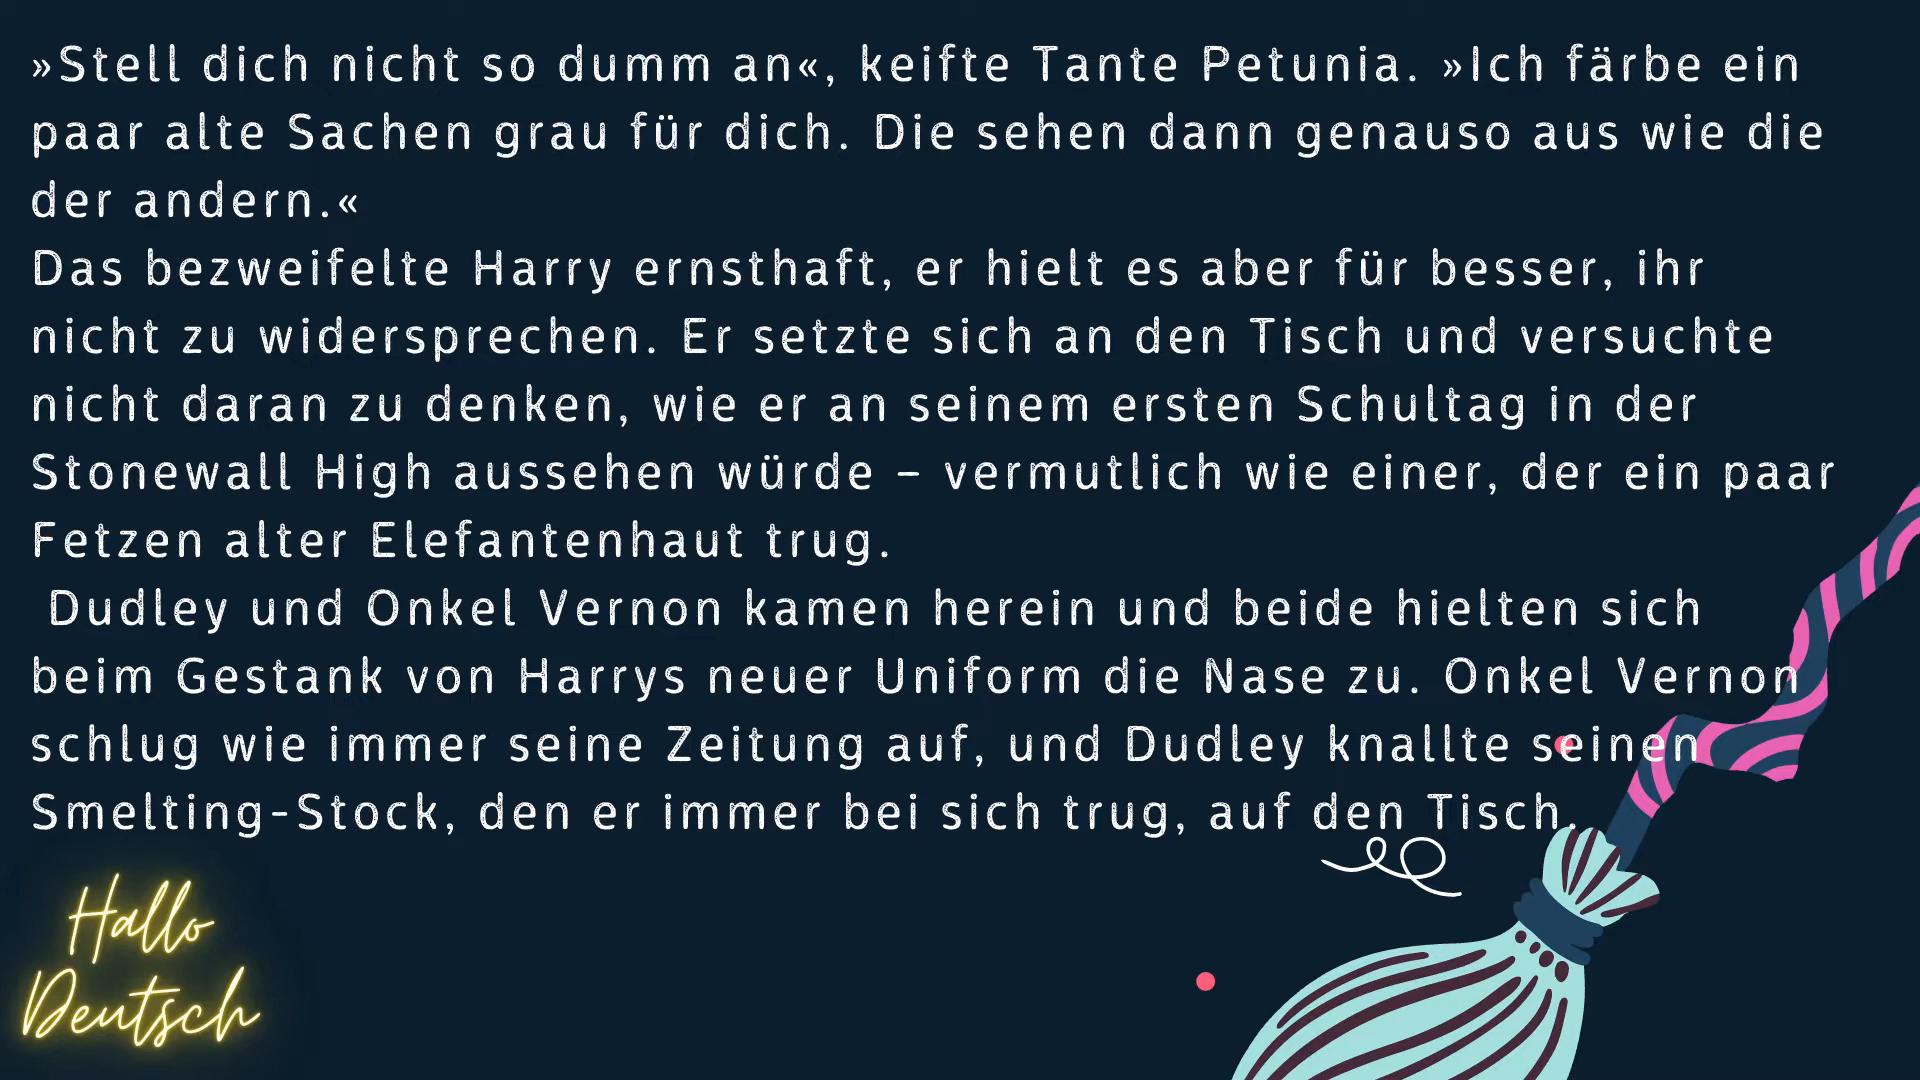 »Stell dich nicht so dumm an«, keifte Tante Petunia. »Ich färbe ein
paar alte Sachen grau für dich. Die sehen dann genauso aus wie die
der andern.«
Das bezweifelte Harry ernsthaft, er hielt es aber für besser, ihr
nicht zu widersprechen. Er setzte sich an den Tisch und versuchte
nicht daran zu denken, wie er an seinem ersten Schultag in der
Stonewall High aussehen würde – vermutlich wie einer, der ein paar
Fetzen alter Elefantenhaut trug.
Dudley und Onkel Vernon kamen herein und beide hielten sich
beim Gestank von Harrys neuer Uniform die Nase zu. Onkel Vernon
schlug wie immer seine Zeitung auf, und Dudley knallte seinen
Smelting-Stock, den er immer bei sich trug, auf den Tisch.
Hallo
Deutsch